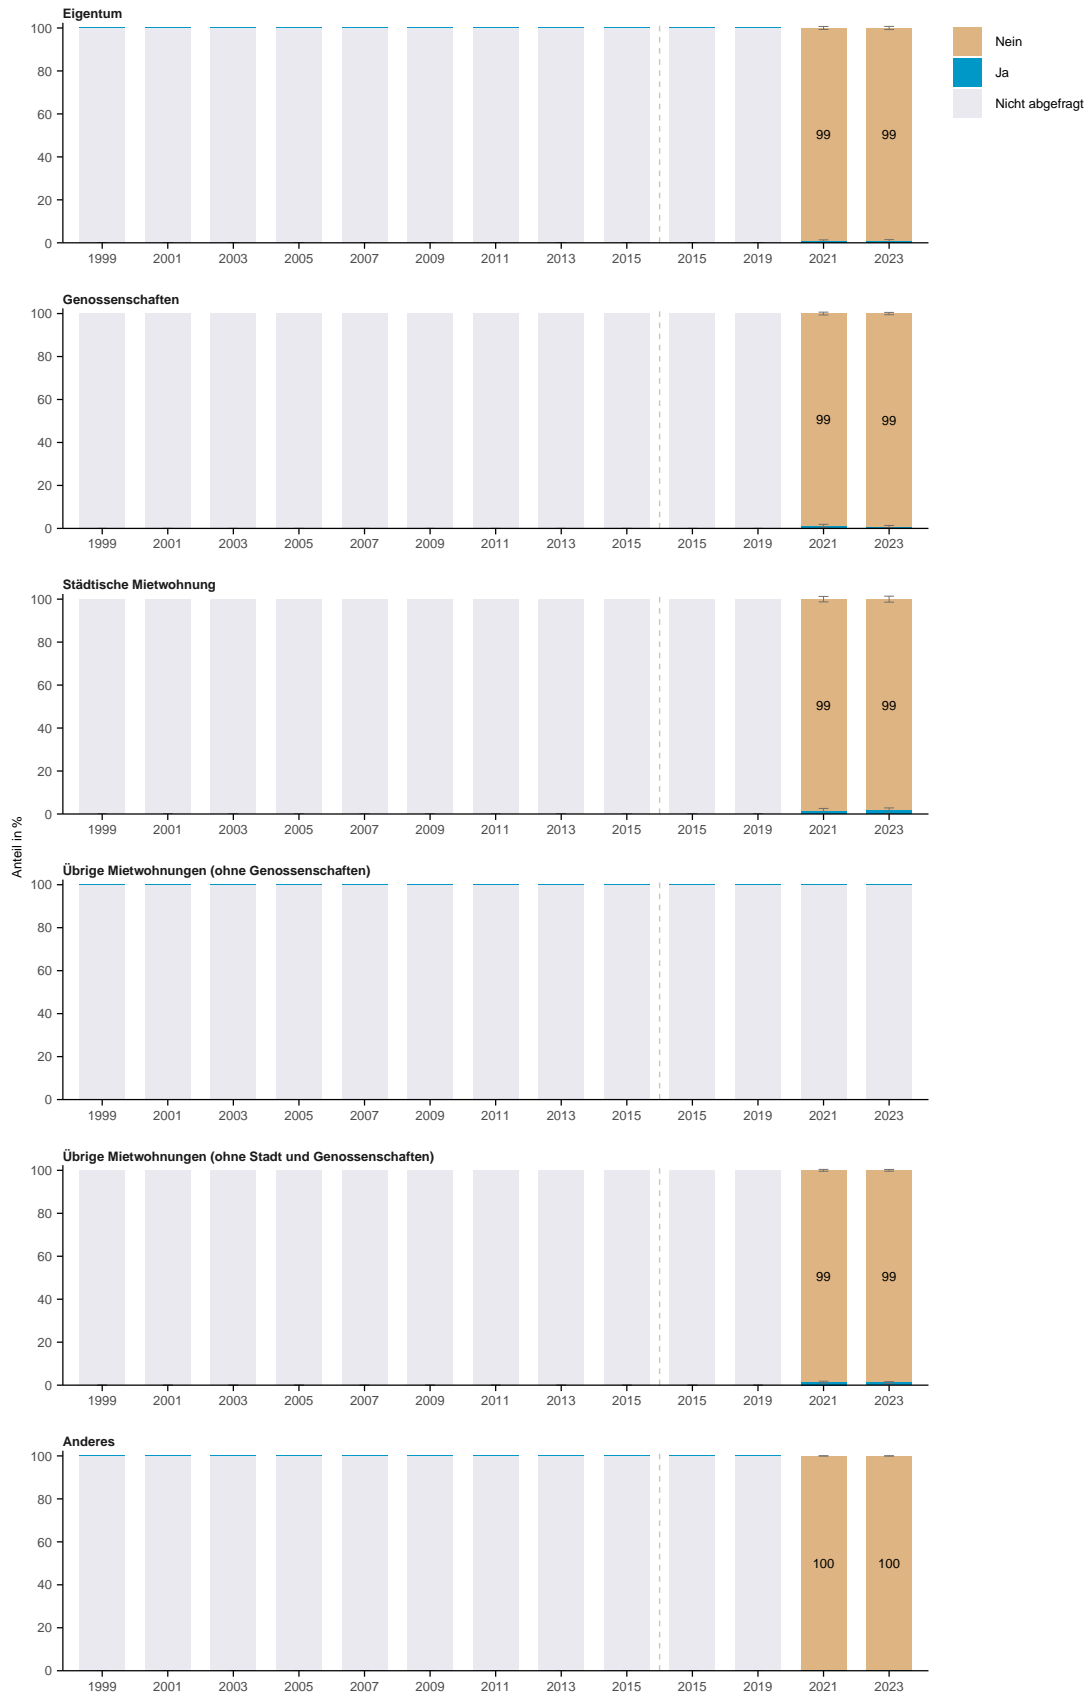 Eigentum
100
80
60
40
20
0
99 99
1999 2001 2003 2005 2007 2009 2011 2013 2015 2015 2019 2021 2023
Nein
Ja
Nicht abgefragt
Genossenschaften
100
80
60
40
20
0
99 99
1999 2001 2003 2005 2007 2009 2011 2013 2015 2015 2019 2021 2023
Städtische Mietwohnung
100
80
60
40
20
0
99 99
1999 2001 2003 2005 2007 2009 2011 2013 2015 2015 2019 2021 2023
Anteil in %
Übrige Mietwohnungen (ohne Genossenschaften)
100
80
60
40
20
0
1999 2001 2003 2005 2007 2009 2011 2013 2015 2015 2019 2021 2023
Übrige Mietwohnungen (ohne Stadt und Genossenschaften)
100
80
60
40
20
0
99 99
1999 2001 2003 2005 2007 2009 2011 2013 2015 2015 2019 2021 2023
Anderes
100
80
60
40
20
0
100 100
1999 2001 2003 2005 2007 2009 2011 2013 2015 2015 2019 2021 2023